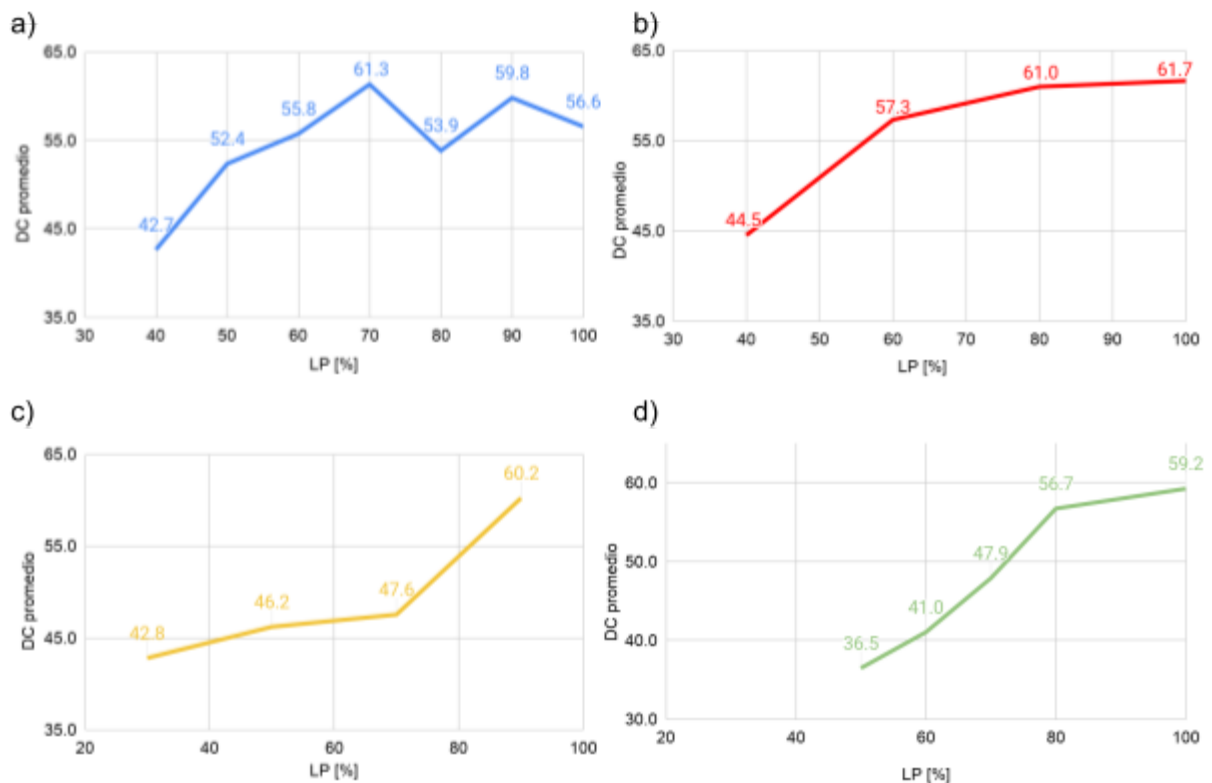 a)
65.0
55.0
45.0
35.0
DC promedio
42.7
52.4
55.8
61.3
53.9
59.8
56.6
30 40 50 60 70 80 90 100
LP [%]
b)
65.0
55.0
45.0
35.0
DC promedio
44.5
57.3
61.0
61.7
30 40 50 60 70 80 90 100
LP [%]
c)
65.0
55.0
45.0
35.0
DC promedio
42.8
46.2
47.6
60.2
20 40 60 80 100
LP [%]
d)
60.0
50.0
40.0
30.0
DC promedio
36.5
41.0
47.9
56.7
59.2
20 40 60 80 100
LP [%]